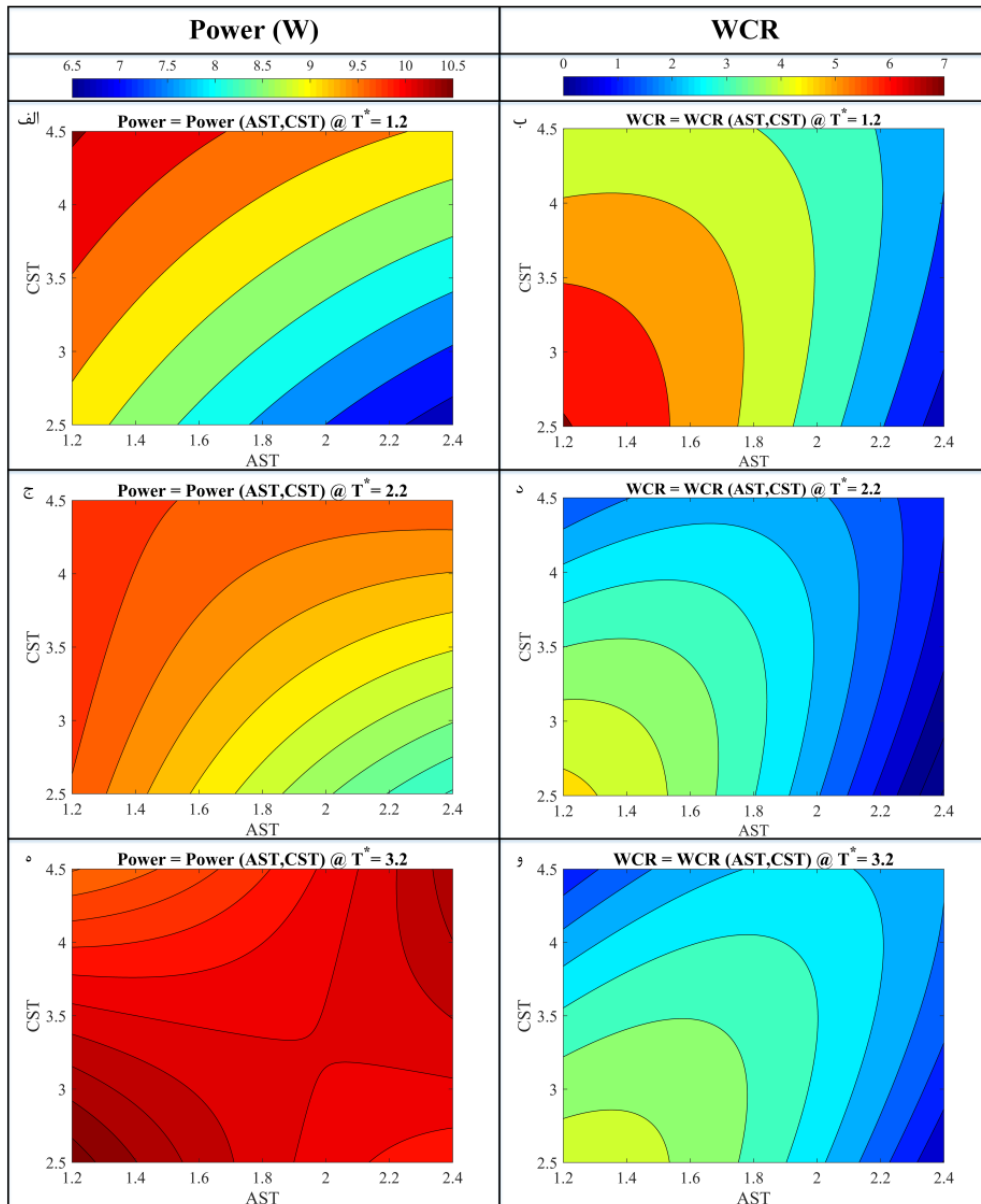 Power (W)
WCR
6.5 7 7.5 8 8.5 9 9.5 10 10.5
0 1 2 3 4 5 6 7
الف
Power = Power (AST,CST) @ T* = 1.2
4.5
4
3.5
3
2.5
CST
1.2 1.4 1.6 1.8 2 2.2 2.4
AST
ب
WCR = WCR (AST,CST) @ T* = 1.2
4.5
4
3.5
3
2.5
CST
1.2 1.4 1.6 1.8 2 2.2 2.4
AST
ج
Power = Power (AST,CST) @ T* = 2.2
4.5
4
3.5
3
2.5
CST
1.2 1.4 1.6 1.8 2 2.2 2.4
AST
د
WCR = WCR (AST,CST) @ T* = 2.2
4.5
4
3.5
3
2.5
CST
1.2 1.4 1.6 1.8 2 2.2 2.4
AST
ه
Power = Power (AST,CST) @ T* = 3.2
4.5
4
3.5
3
2.5
CST
1.2 1.4 1.6 1.8 2 2.2 2.4
AST
و
WCR = WCR (AST,CST) @ T* = 3.2
4.5
4
3.5
3
2.5
CST
1.2 1.4 1.6 1.8 2 2.2 2.4
AST